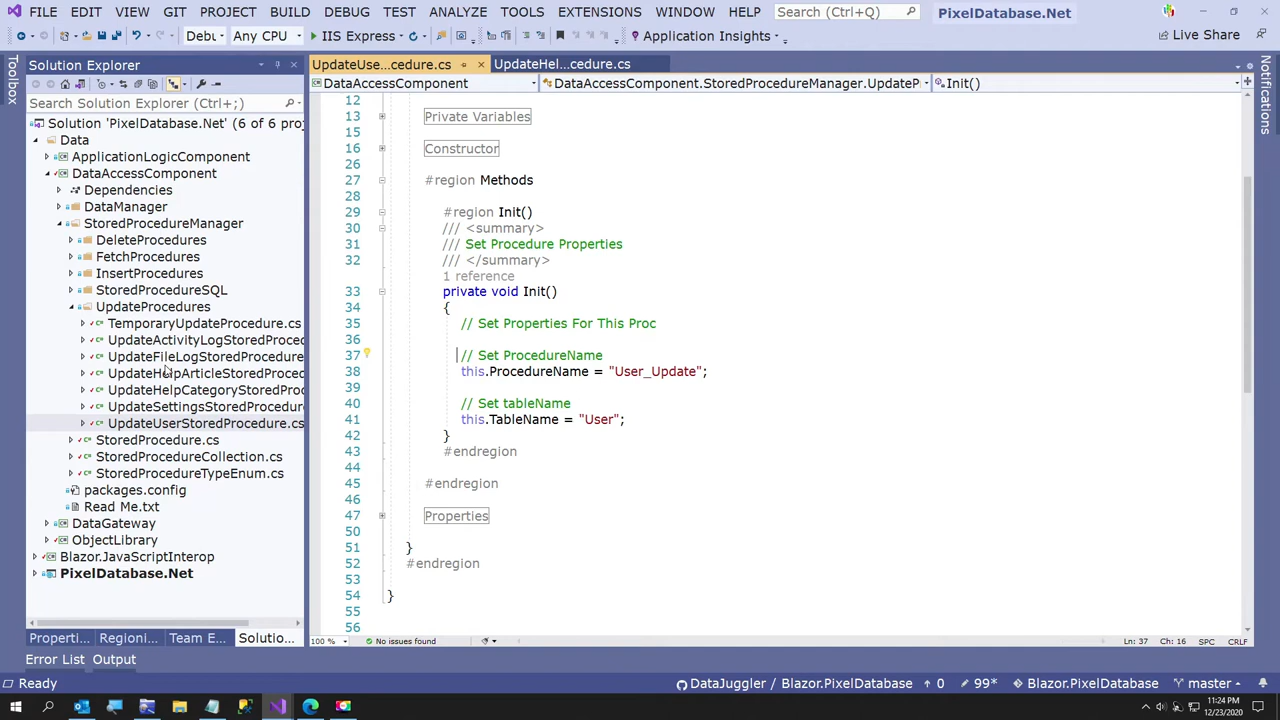 FILE EDIT VIEW GIT PROJECT BUILD DEBUG TEST ANALYZE TOOLS EXTENSIONS WINDOW HELP Search (Ctrl+Q) PixelDatabase.Net
Debu Any CPU IIS Express Application Insights Live Share
Toolbox
Solution Explorer
Search Solution Explorer (Ctrl+;)
Solution 'PixelDatabase.Net' (6 of 6 proj
Data
ApplicationLogicComponent
DataAccessComponent
Dependencies
DataManager
StoredProcedureManager
DeleteProcedures
FetchProcedures
InsertProcedures
StoredProcedureSQL
UpdateProcedures
TemporaryUpdateProcedure.cs
UpdateActivityLogStoredProced
UpdateFileLogStoredProcedure
UpdateHelpArticleStoredProced
UpdateHelpCategoryStoredPro
UpdateSettingsStoredProcedur
UpdateUserStoredProcedure.cs
StoredProcedure.cs
StoredProcedureCollection.cs
StoredProcedureTypeEnum.cs
packages.config
Read Me.txt
DataGateway
ObjectLibrary
Blazor.JavaScriptInterop
PixelDatabase.Net
Properti... Regioni... Team E... Solutio...
UpdateUse...cedure.cs UpdateHel...cedure.cs
DataAccessComponent DataAccessComponent.StoredProcedureManager.UpdateP Init()
12
13 Private Variables
15
16 Constructor
26
27 #region Methods
28
29 #region Init()
30 /// <summary>
31 /// Set Procedure Properties
32 /// </summary>
1 reference
33 private void Init()
34 {
35 // Set Properties For This Proc
36
37 // Set ProcedureName
38 this.ProcedureName = "User_Update";
39
40 // Set tableName
41 this.TableName = "User";
42 }
43 #endregion
44
45 #endregion
46
47 Properties
50
51 }
52 #endregion
53
54 }
55
56
100 % No issues found Ln: 37 Ch: 16 SPC CRLF
Notifications
Error List Output
Ready DataJuggler / Blazor.PixelDatabase 0 99* Blazor.PixelDatabase master
11:24 PM
12/23/2020